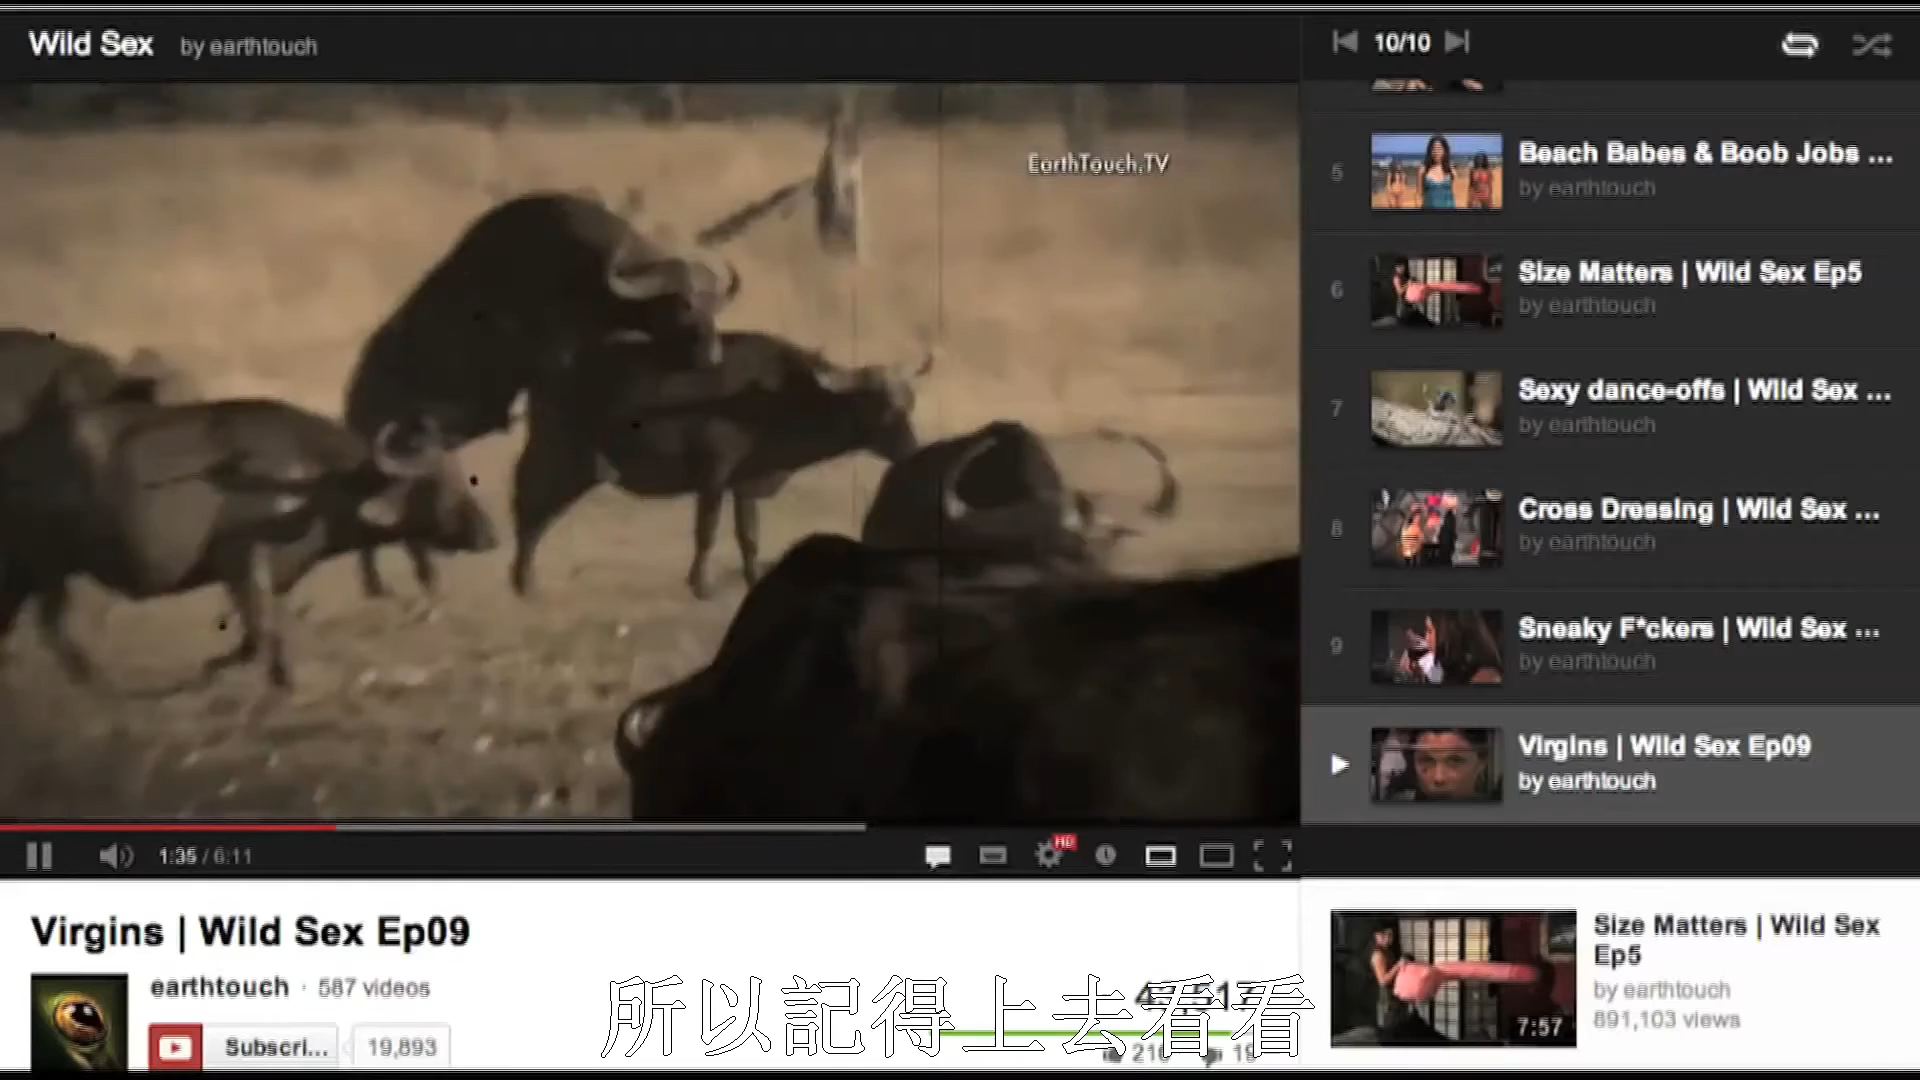 Wild Sex by earthtouch
10/10
EarthTouch.TV
5
Beach Babes & Boob Jobs ...
by earthtouch
6
Size Matters | Wild Sex Ep5
by earthtouch
7
Sexy dance-offs | Wild Sex ...
by earthtouch
8
Cross Dressing | Wild Sex ...
by earthtouch
9
Sneaky F*ckers | Wild Sex ...
by earthtouch
Virgins | Wild Sex Ep09
by earthtouch
1:35 / 6:11
HD
Virgins | Wild Sex Ep09
earthtouch · 587 videos
Subscri... 19,893
Size Matters | Wild Sex
Ep5
by earthtouch
891,103 views
7:57
所以記得上去看看